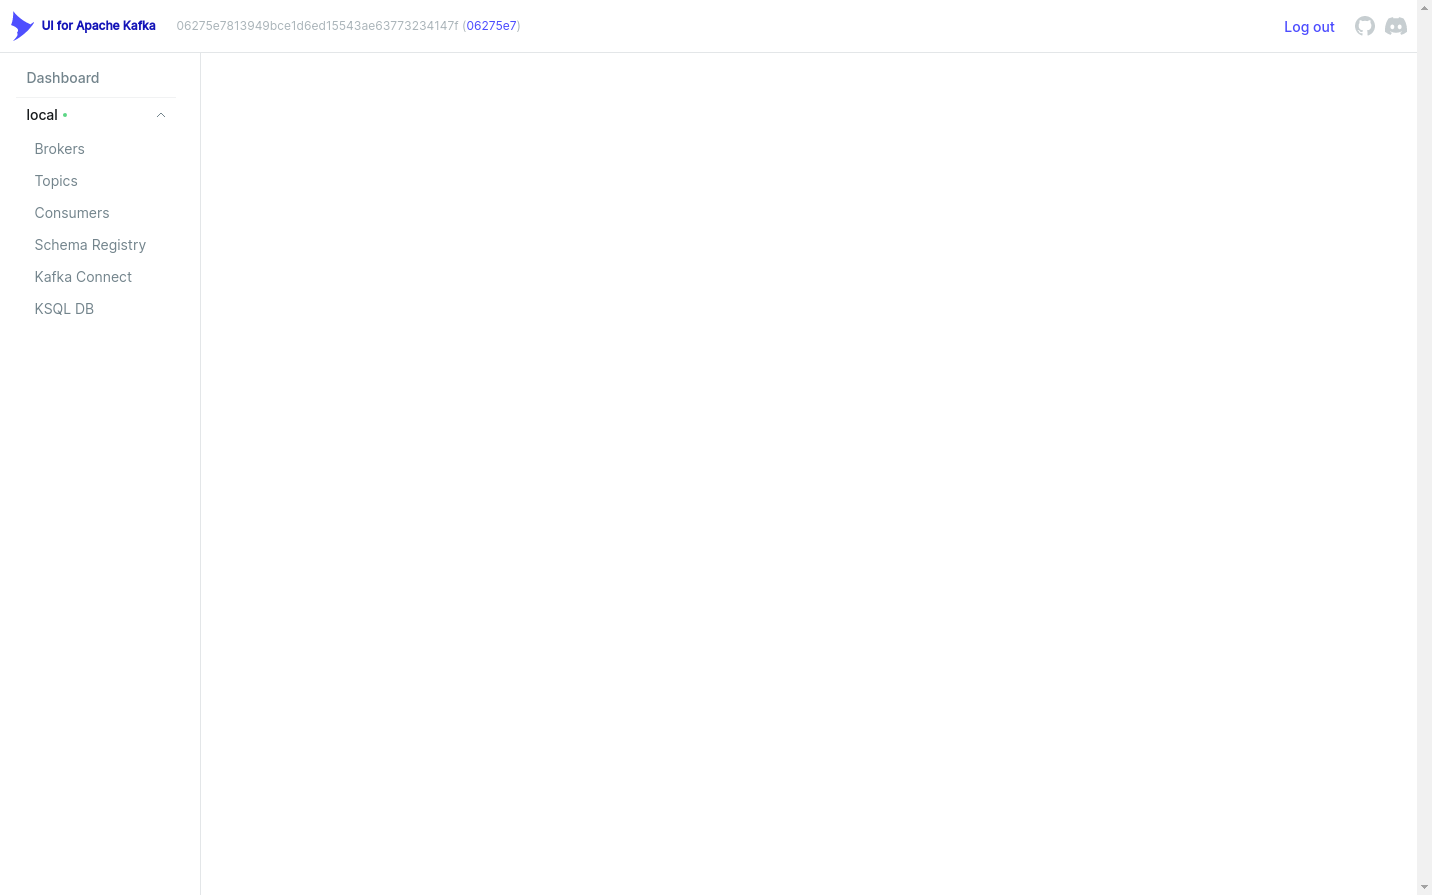 UI for Apache Kafka 06275e7813949bce1d6ed15543ae63773234147f (06275e7) Log out
Dashboard
local
Brokers
Topics
Consumers
Schema Registry
Kafka Connect
KSQL DB